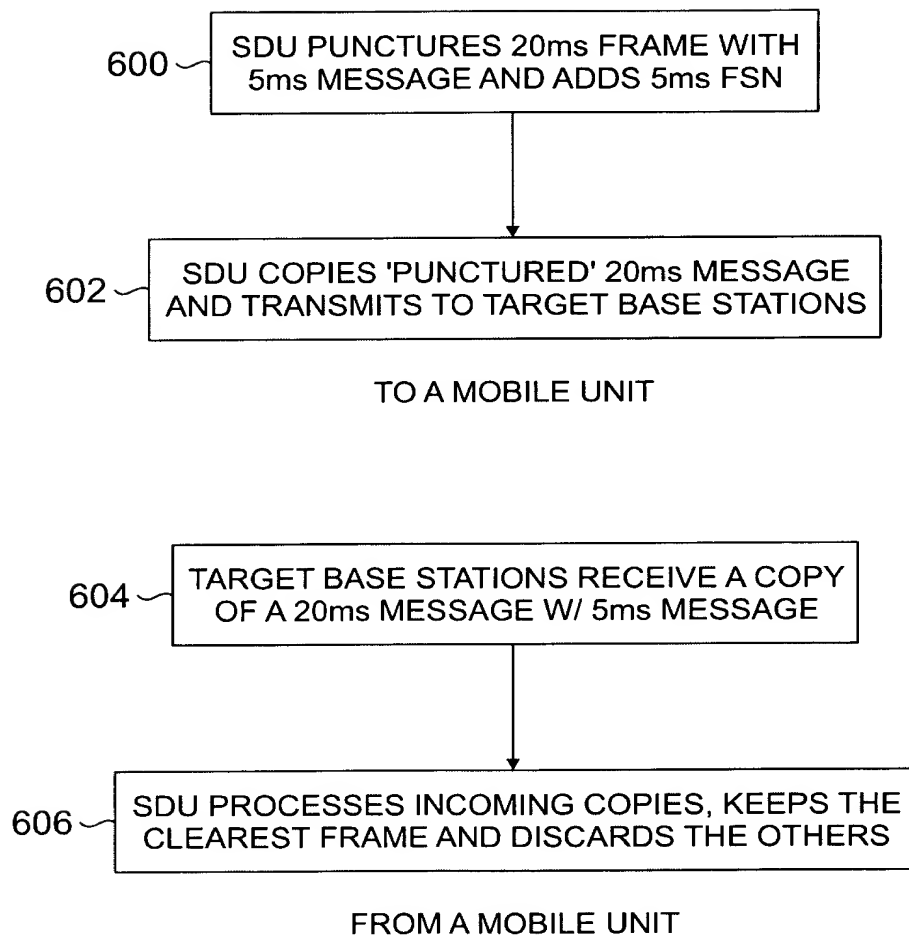 600
SDU PUNCTURES 20ms FRAME WITH
5ms MESSAGE AND ADDS 5ms FSN
602
SDU COPIES 'PUNCTURED' 20ms MESSAGE
AND TRANSMITS TO TARGET BASE STATIONS
TO A MOBILE UNIT
604
TARGET BASE STATIONS RECEIVE A COPY
OF A 20ms MESSAGE W/ 5ms MESSAGE
606
SDU PROCESSES INCOMING COPIES, KEEPS THE
CLEAREST FRAME AND DISCARDS THE OTHERS
FROM A MOBILE UNIT